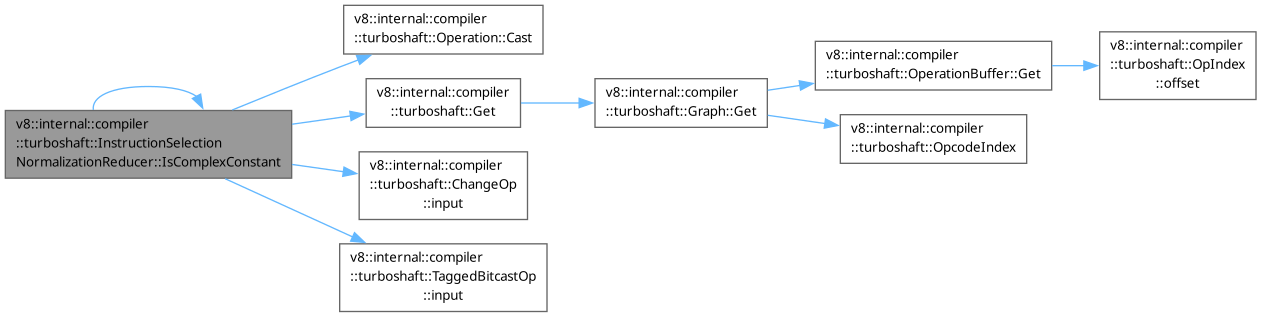 v8::internal::compiler
::turboshaft::InstructionSelection
NormalizationReducer::IsComplexConstant
v8::internal::compiler
::turboshaft::Operation::Cast
v8::internal::compiler
::turboshaft::Get
v8::internal::compiler
::turboshaft::ChangeOp
::input
v8::internal::compiler
::turboshaft::TaggedBitcastOp
::input
v8::internal::compiler
::turboshaft::Graph::Get
v8::internal::compiler
::turboshaft::OperationBuffer::Get
v8::internal::compiler
::turboshaft::OpcodeIndex
v8::internal::compiler
::turboshaft::OpIndex
::offset